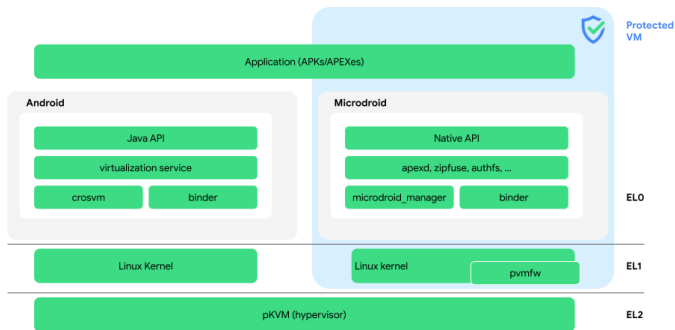 Protected
VM
Application (APKs/APEXes)
Android
Microdroid
Java API
Native API
virtualization service
apexd, zipfuse, authfs, ...
crosvm
binder
microdroid_manager
binder
EL0
Linux Kernel
Linux kernel
pvmfw
EL1
pKVM (hypervisor)
EL2